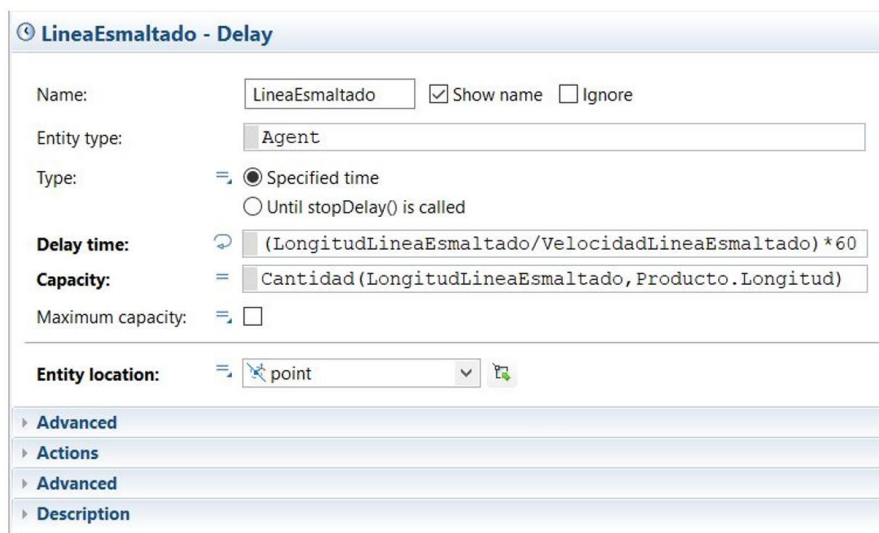 LineaEsmaltado - Delay
Name: LineaEsmaltado Show name Ignore
Entity type: Agent
Type: Specified time
Until stopDelay() is called
Delay time: (LongitudLineaEsmaltado/VelocidadLineaEsmaltado)*60
Capacity: Cantidad(LongitudLineaEsmaltado,Producto.Longitud)
Maximum capacity:
Entity location: point
Advanced
Actions
Advanced
Description